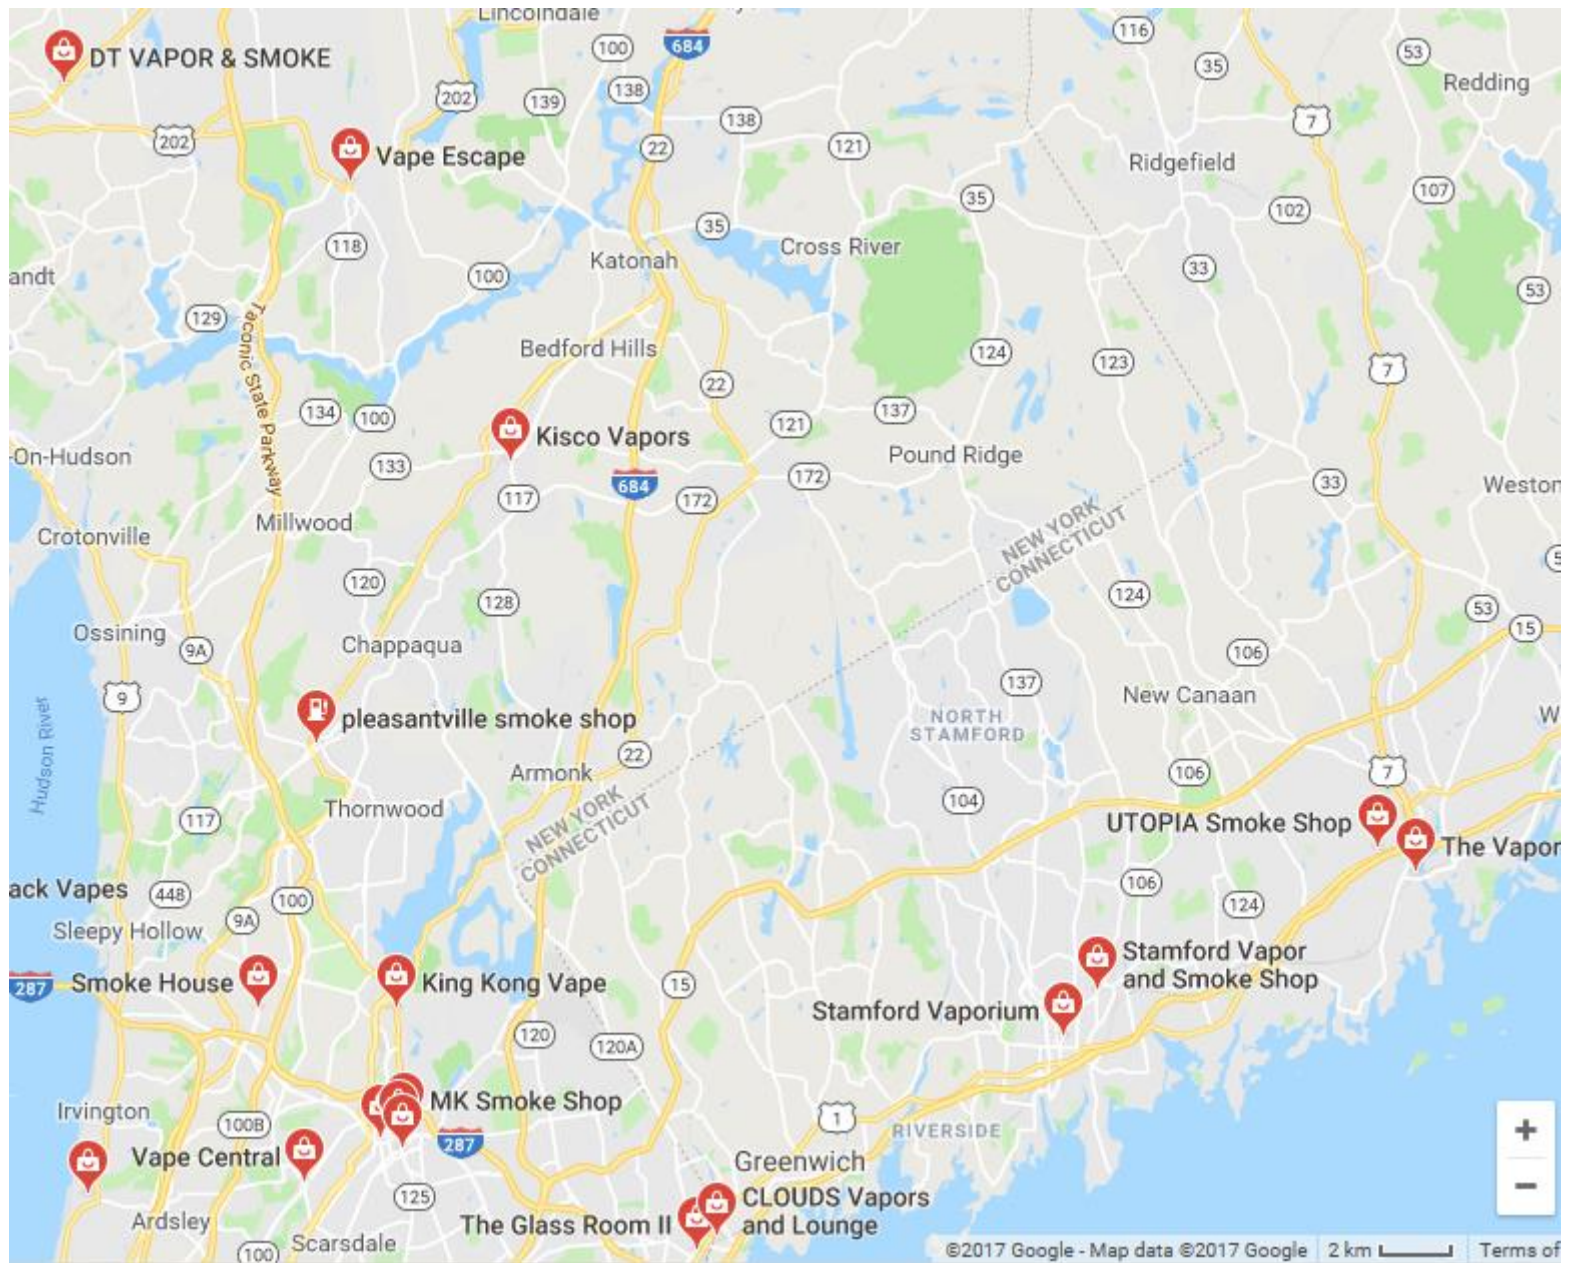 Lincolndale
684
116
100
53
35
DT VAPOR & SMOKE
Redding
138
202
139
7
138
202
22
121
Vape Escape
Ridgefield
107
35
102
35
118
Cross River
Katonah
33
andt
100
53
129
Taconic State Parkway
Bedford Hills
124
123
7
22
134
100
137
121
Kisco Vapors
-On-Hudson
Pound Ridge
133
172
33
684
Weston
117
172
Millwood
NEW YORK
CONNECTICUT
Crotonville
5
120
124
128
53
Ossining
15
Chappaqua
9A
106
137
New Canaan
9
pleasantville smoke shop
NORTH
STAMFORD
W
Hudson River
22
Armonk
106
7
104
Thornwood
NEW YORK
CONNECTICUT
117
UTOPIA Smoke Shop
The Vapor
106
ack Vapes
448
100
124
9A
Sleepy Hollow
Stamford Vapor
and Smoke Shop
287
Smoke House
King Kong Vape
15
Stamford Vaporium
120
120A
MK Smoke Shop
Irvington
1
100B
RIVERSIDE
287
Vape Central
Greenwich
125
CLOUDS Vapors
and Lounge
Ardsley
The Glass Room II
Scarsdale
100
+
−
©2017 Google - Map data ©2017 Google
2 km
Terms of